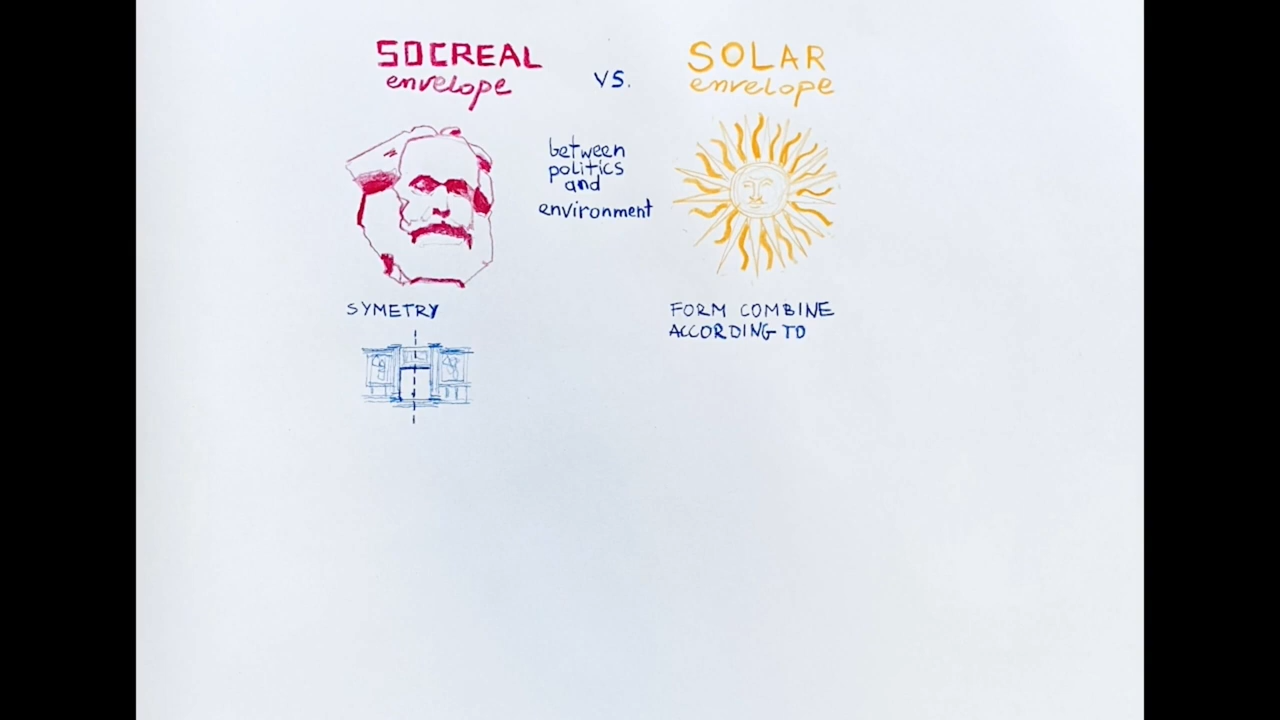 SOCREAL
envelope
vs.
SOLAR
envelope
between
politics
and
environment
SYMETRY
FORM COMBINE
ACCORDING TO